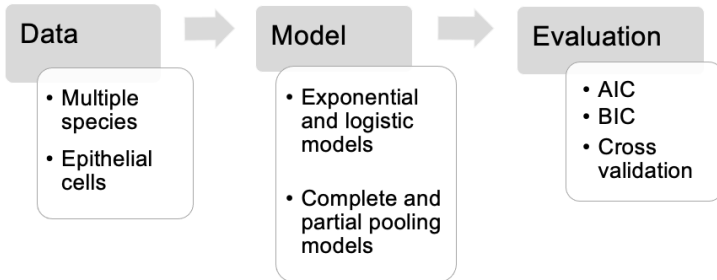 Data
• Multiple
species
• Epithelial
cells
Model
• Exponential
and logistic
models
• Complete and
partial pooling
models
Evaluation
• AIC
• BIC
• Cross
validation